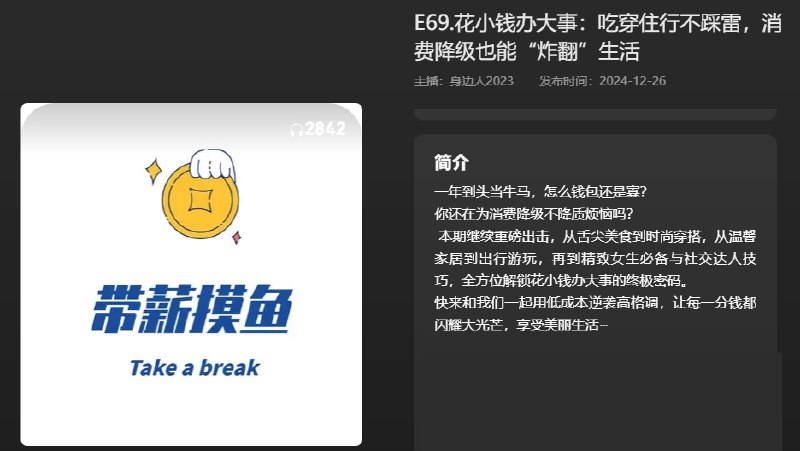 E69.花小钱办大事：吃穿住行不踩雷，消
费降级也能“炸翻”生活
主播：身边人2023 发布时间：2024-12-26
2842
带薪摸鱼
Take a break
简介
一年到头当牛马，怎么钱包还是寡？
你还在为消费降级不降质烦恼吗？
本期继续重磅出击，从舌尖美食到时尚穿搭，从温馨
家居到出行游玩，再到精致女生必备与社交达人技
巧，全方位解锁花小钱办大事的终极密码。
快来和我们一起用低成本逆袭高格调，让每一分钱都
闪耀大光芒，享受美丽生活~